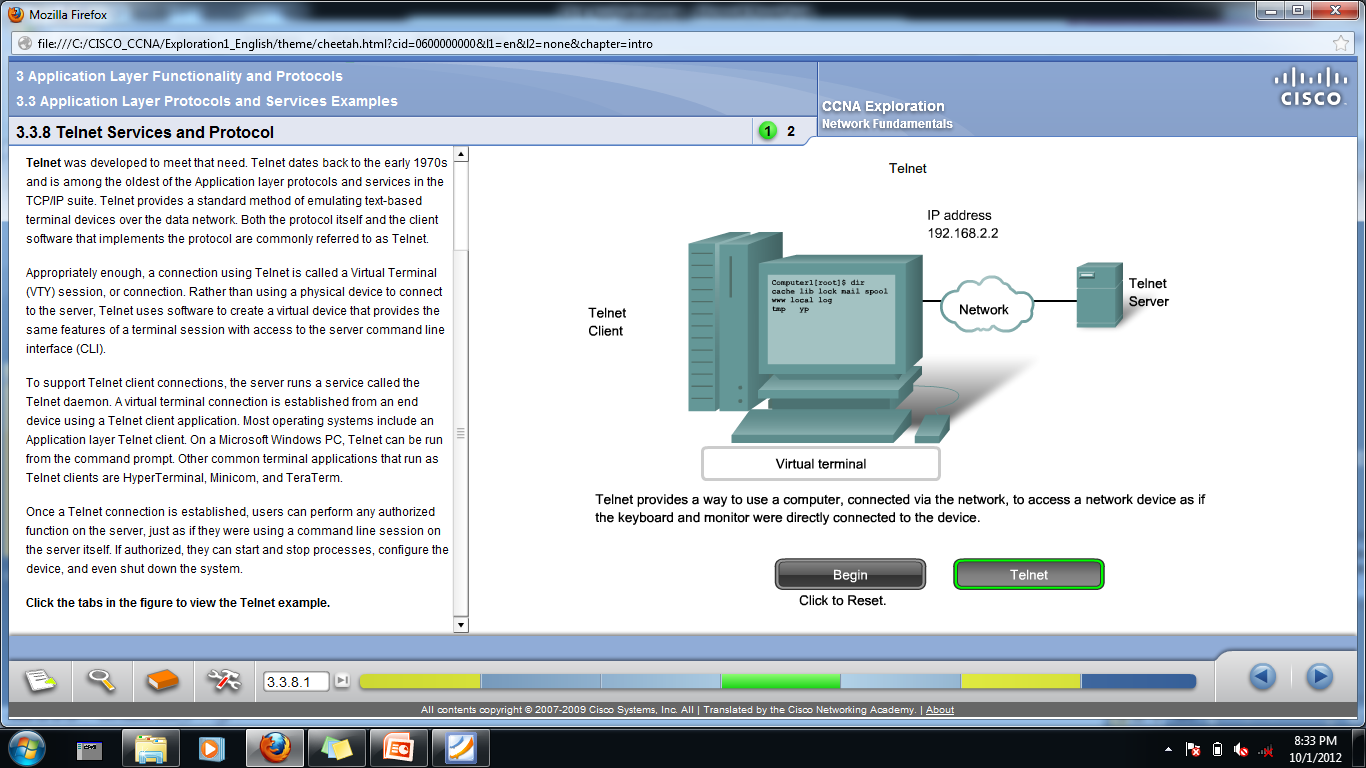 Mozilla Firefox
file:///C:/CISCO_CCNA/Exploration1_English/theme/cheetah.html?cid=0600000000&l1=en&l2=none&chapter=intro
3 Application Layer Functionality and Protocols
3.3 Application Layer Protocols and Services Examples
CISCO
CCNA Exploration
Network Fundamentals
3.3.8 Telnet Services and Protocol
1 2
Telnet was developed to meet that need. Telnet dates back to the early 1970s
and is among the oldest of the Application layer protocols and services in the
TCP/IP suite. Telnet provides a standard method of emulating text-based
terminal devices over the data network. Both the protocol itself and the client
software that implements the protocol are commonly referred to as Telnet.
Appropriately enough, a connection using Telnet is called a Virtual Terminal
(VTY) session, or connection. Rather than using a physical device to connect
to the server, Telnet uses software to create a virtual device that provides the
same features of a terminal session with access to the server command line
interface (CLI).
To support Telnet client connections, the server runs a service called the
Telnet daemon. A virtual terminal connection is established from an end
device using a Telnet client application. Most operating systems include an
Application layer Telnet client. On a Microsoft Windows PC, Telnet can be run
from the command prompt. Other common terminal applications that run as
Telnet clients are HyperTerminal, Minicom, and TeraTerm.
Once a Telnet connection is established, users can perform any authorized
function on the server, just as if they were using a command line session on
the server itself. If authorized, they can start and stop processes, configure the
device, and even shut down the system.
Click the tabs in the figure to view the Telnet example.
Telnet
IP address
192.168.2.2
Computer1[root]$ dir
cache lib lock mail spool
www local log
tmp yp
Telnet
Client
Network
Telnet
Server
Virtual terminal
Telnet provides a way to use a computer, connected via the network, to access a network device as if
the keyboard and monitor were directly connected to the device.
Begin
Telnet
Click to Reset.
3.3.8.1
All contents copyright © 2007-2009 Cisco Systems, Inc. All | Translated by the Cisco Networking Academy. | About
8:33 PM
10/1/2012